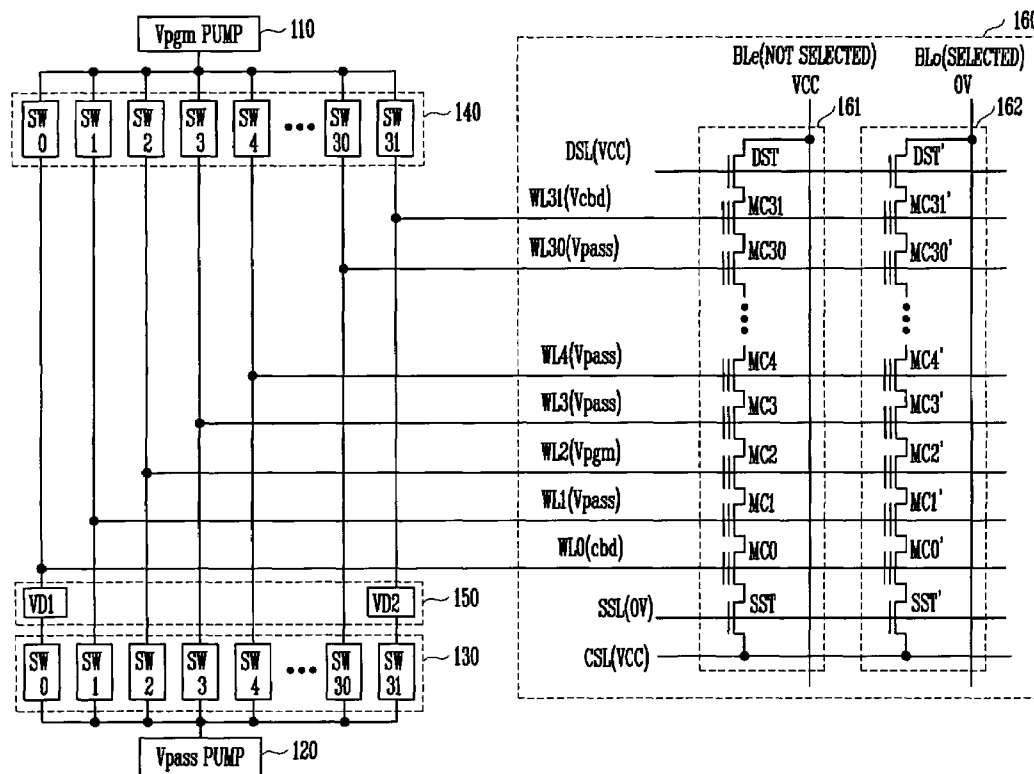 Vpgm PUMP
110
SW 0
SW 1
SW 2
SW 3
SW 4
SW 30
SW 31
140
160
BLe(NOT SELECTED)
VCC
BLo(SELECTED)
0V
161
162
DSL(VCC)
DST
DST'
WL31(Vcbd)
MC31
MC31'
WL30(Vpass)
MC30
MC30'
WL4(Vpass)
MC4
MC4'
WL3(Vpass)
MC3
MC3'
WL2(Vpgm)
MC2
MC2'
WL1(Vpass)
MC1
MC1'
WL0(cbd)
MC0
MC0'
VD1
VD2
150
SSL(0V)
SST
SST'
CSL(VCC)
SW 0
SW 1
SW 2
SW 3
SW 4
SW 30
SW 31
130
Vpass PUMP
120